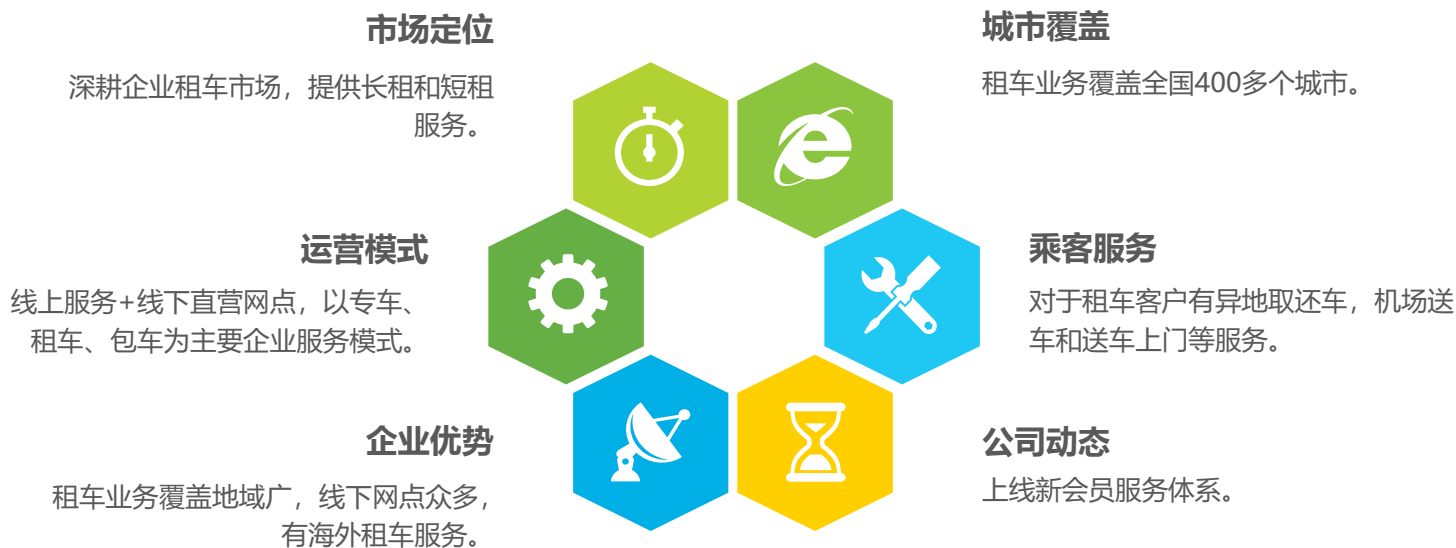 市场定位
深耕企业租车市场，提供长租和短租
服务。
城市覆盖
租车业务覆盖全国400多个城市。
运营模式
线上服务+线下直营网点，以专车、
租车、包车为主要企业服务模式。
乘客服务
对于租车客户有异地取还车，机场送
车和送车上门等服务。
企业优势
租车业务覆盖地域广，线下网点众多，
有海外租车服务。
公司动态
上线新会员服务体系。